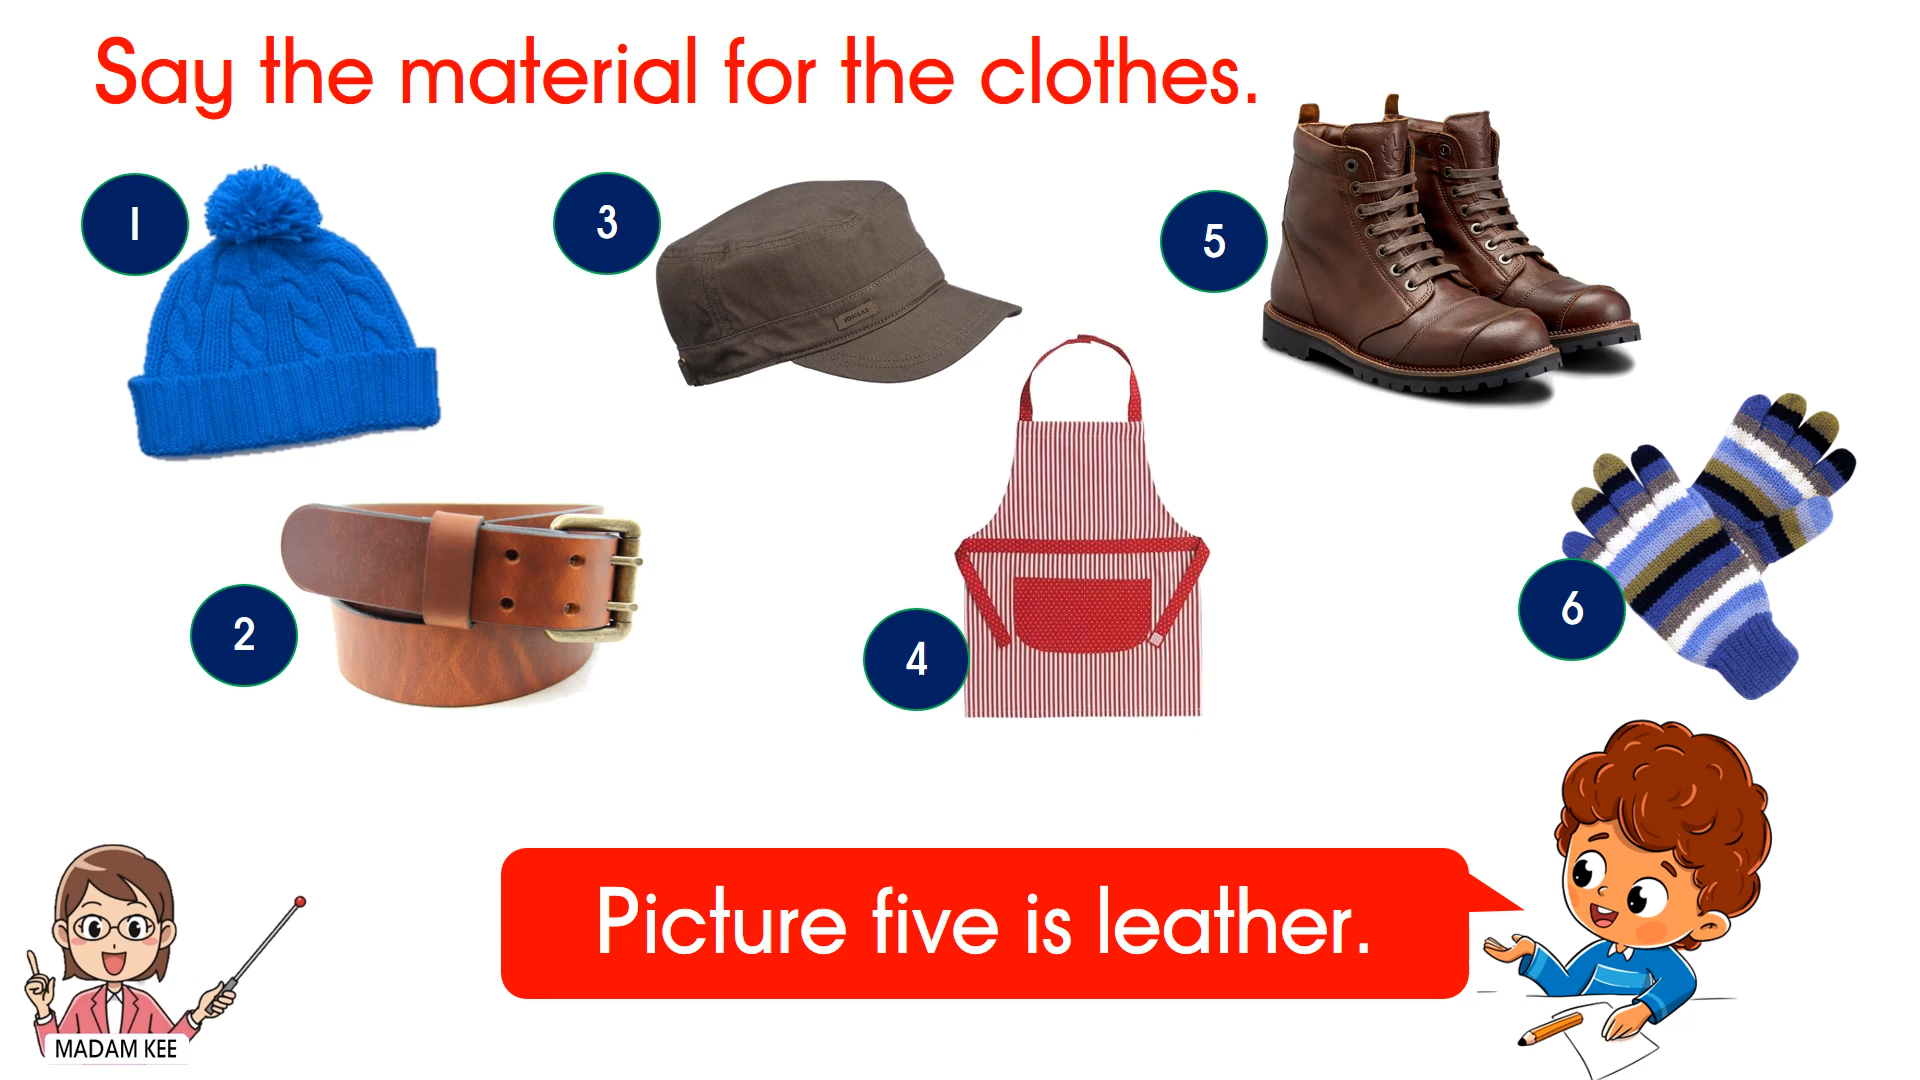 Say the material for the clothes.
1
3
5
2
4
6
Picture five is leather.
MADAM KEE